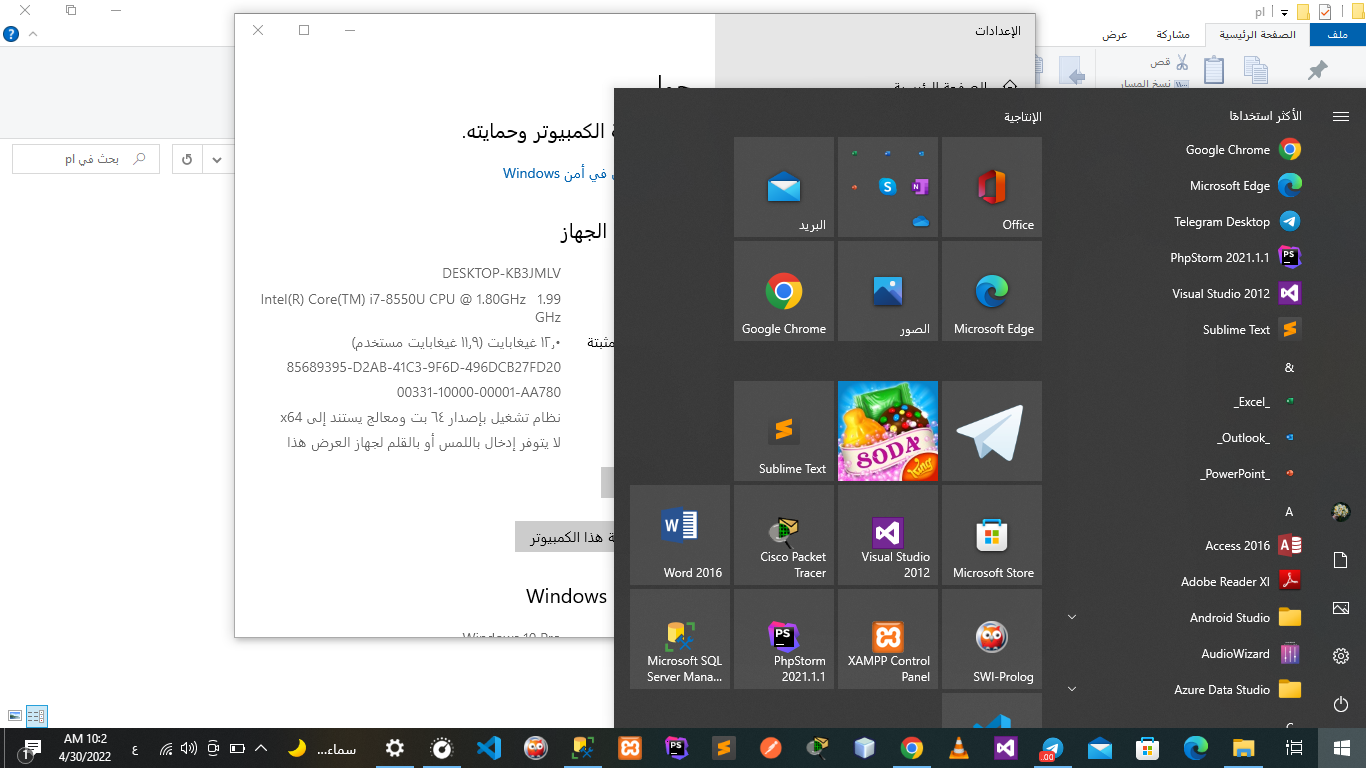 pl
ملف
الصفحة الرئيسية
مشاركة
عرض
قص
نسخ المسار
بحث في pl
الإعدادات
الصفحة الرئيسية
حول
الكمبيوتر وحمايته.
في أمن Windows
الجهاز
DESKTOP-KB3JMLV
Intel(R) Core(TM) i7-8550U CPU @ 1.80GHz 1.99
GHz
مثبتة
١٢٫٠ غيغابايت (١١٫٩ غيغابايت مستخدم)
85689395-D2AB-41C3-9F6D-496DCB27FD20
00331-10000-00001-AA780
نظام تشغيل بإصدار ٦٤ بت ومعالج يستند إلى x64
لا يتوفر إدخال باللمس أو بالقلم لجهاز العرض هذا
هذا الكمبيوتر
Windows
Windows 10 Pro
الأكثر استخدامًا
Google Chrome
Microsoft Edge
Telegram Desktop
PhpStorm 2021.1.1
Visual Studio 2012
Sublime Text
&
_Excel_
_Outlook_
_PowerPoint_
A
Access 2016
Adobe Reader XI
Android Studio
AudioWizard
Azure Data Studio
الإنتاجية
Office
البريد
Microsoft Edge
الصور
Google Chrome
SODA
King
Sublime Text
Microsoft Store
Visual Studio
2012
Cisco Packet
Tracer
Word 2016
SWI-Prolog
XAMPP Control
Panel
PhpStorm
2021.1.1
Microsoft SQL
Server Mana...
سماء...
ع
AM 10:2
4/30/2022
1
.00